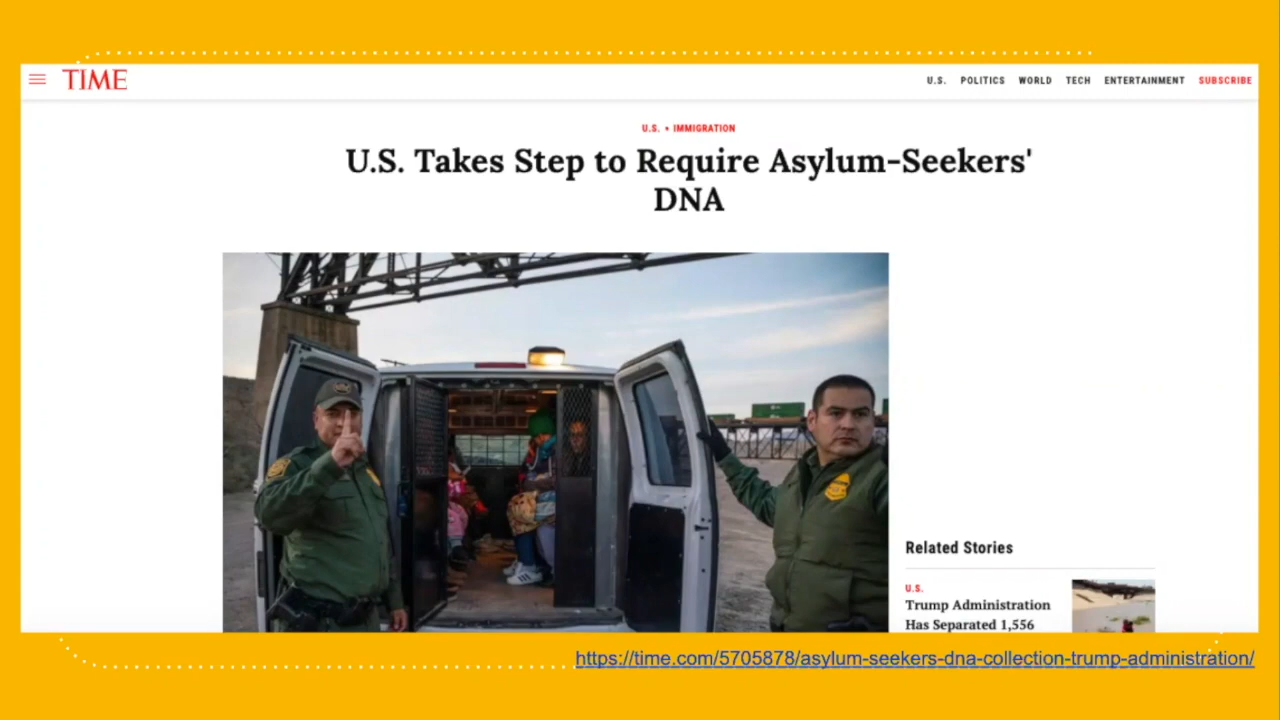 TIME
U.S. POLITICS WORLD TECH ENTERTAINMENT SUBSCRIBE
U.S. • IMMIGRATION
U.S. Takes Step to Require Asylum-Seekers'
DNA
Related Stories
U.S.
Trump Administration
Has Separated 1,556
https://time.com/5705878/asylum-seekers-dna-collection-trump-administration/